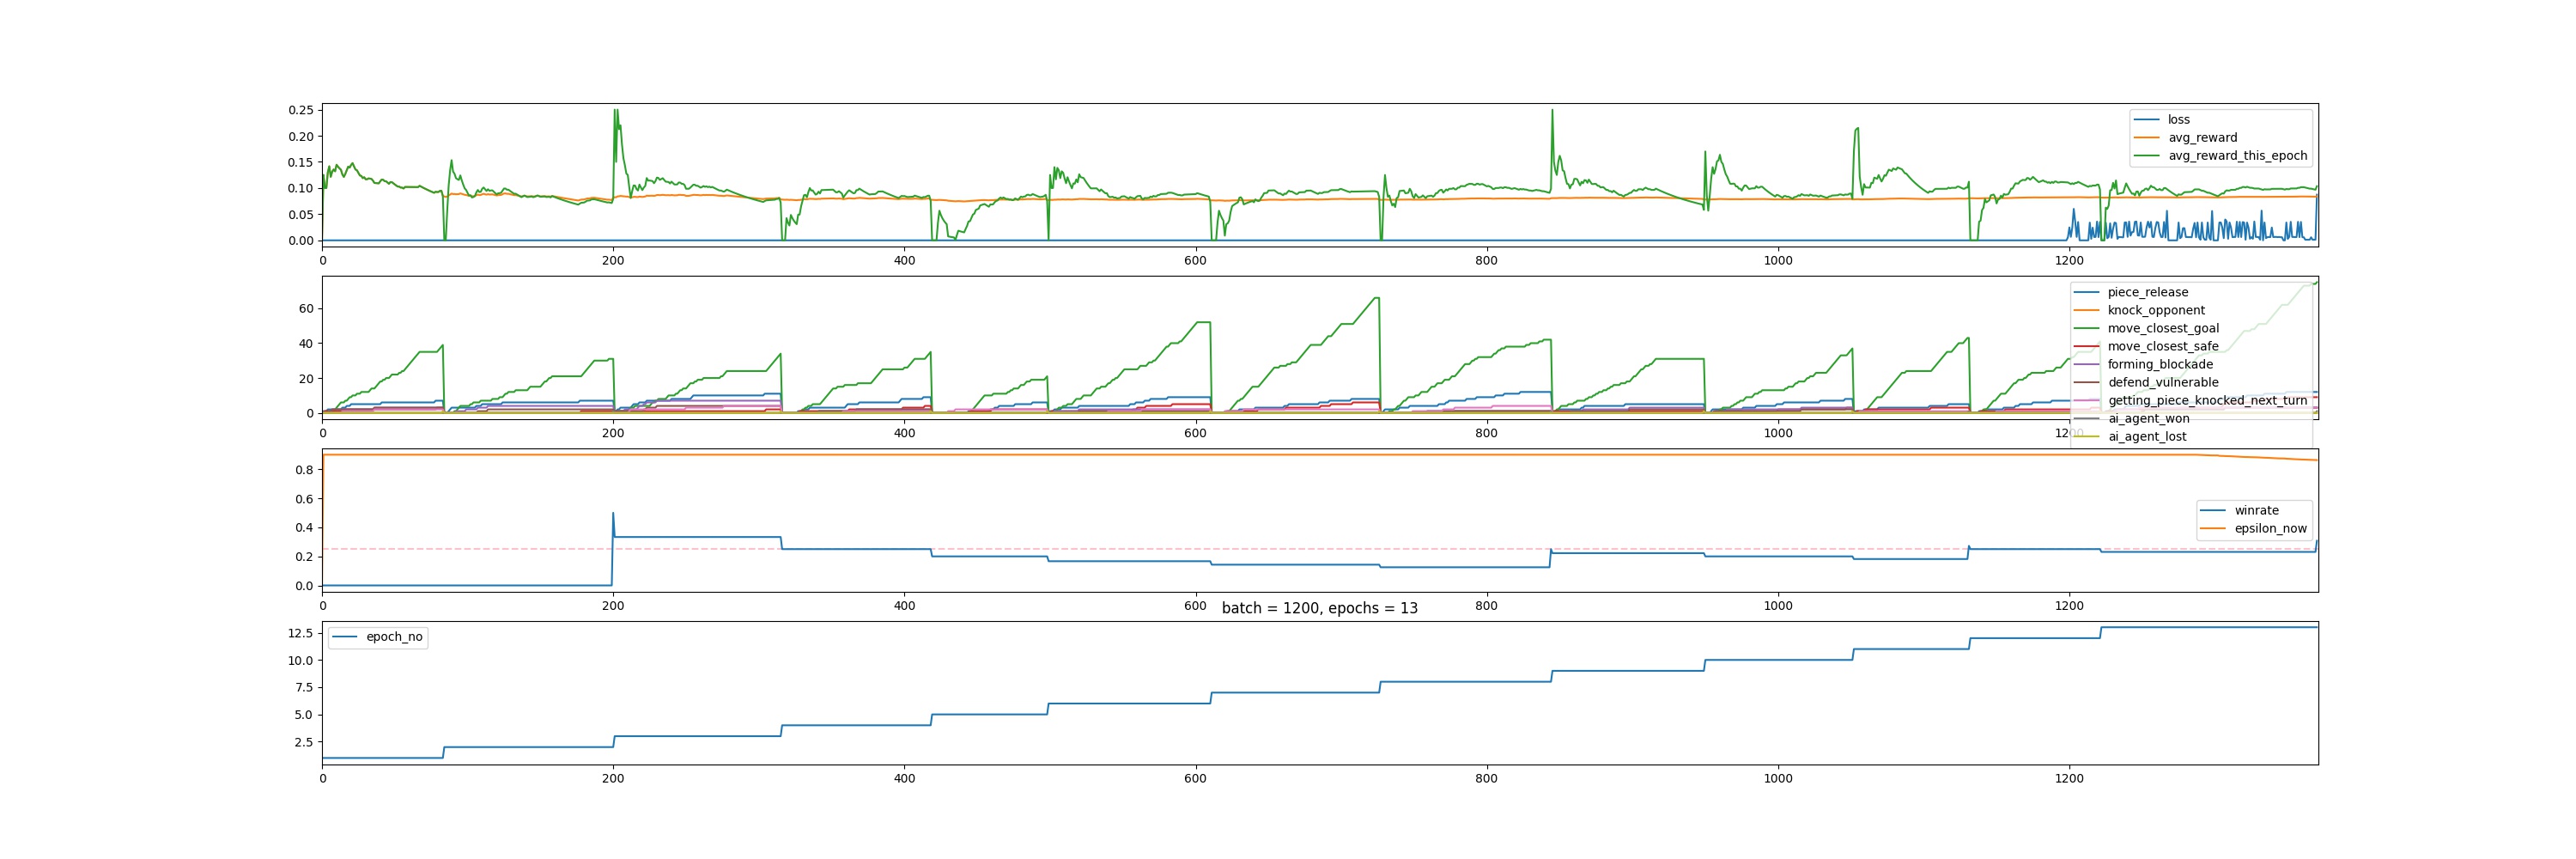 0.25
0.20
0.15
0.10
0.05
0.00
loss
avg_reward
avg_reward_this_epoch
0 200 400 600 800 1000 1200
60
40
20
0
piece_release
knock_opponent
move_closest_goal
move_closest_safe
forming_blockade
defend_vulnerable
getting_piece_knocked_next_turn
ai_agent_won
ai_agent_lost
0 200 400 600 800 1000 1200
0.8
0.6
0.4
0.2
0.0
winrate
epsilon_now
0 200 400 600 800 1000 1200
batch = 1200, epochs = 13
12.5
10.0
7.5
5.0
2.5
epoch_no
0 200 400 600 800 1000 1200